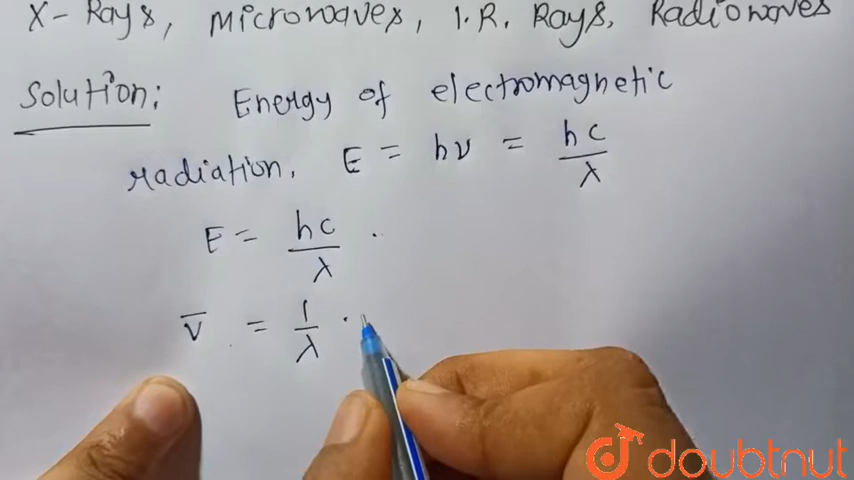 X-Rays, Microwaves, I.R. Rays, Radiowaves
Solution: Energy of electromagnetic
radiation, E = hν = hc/λ
E = hc/λ .
ν̅ = 1/λ .
doubtnut